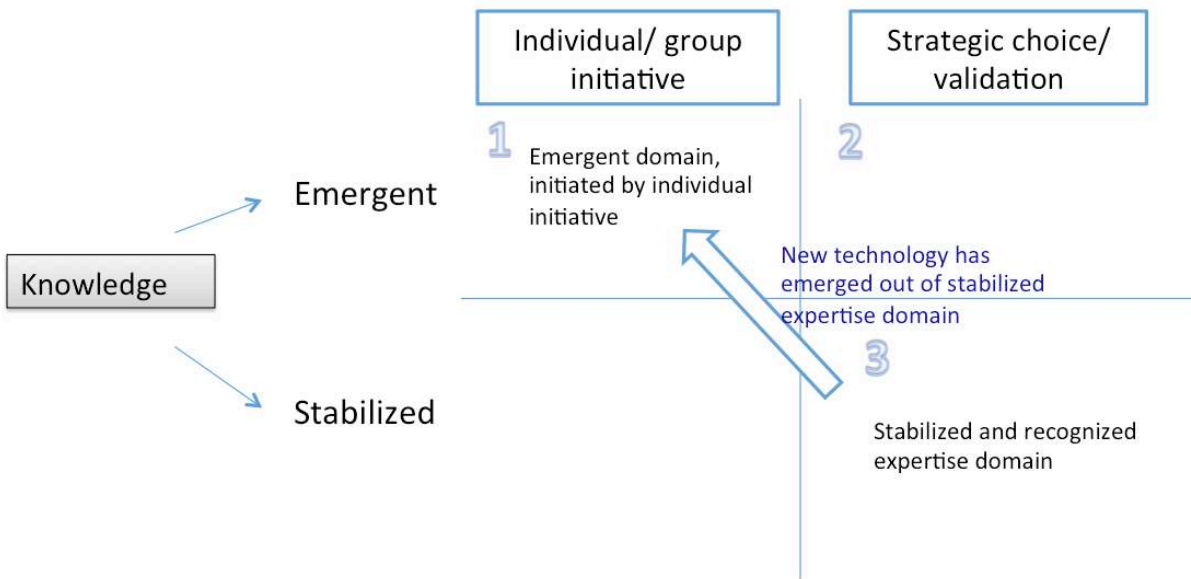 Individual/ group
initiative
Strategic choice/
validation
1
Emergent domain,
initiated by individual
initiative
2
Emergent
Knowledge
New technology has
emerged out of stabilized
expertise domain
3
Stabilized
Stabilized and recognized
expertise domain